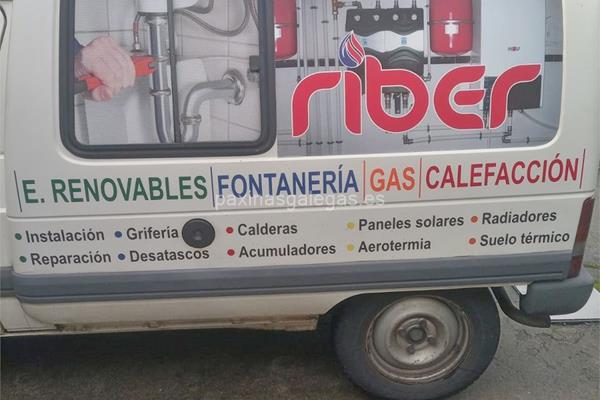 riber
E. RENOVABLES FONTANERÍA GAS CALEFACCIÓN
paxinasgalegas.es
• Instalación • Grifería • Calderas • Paneles solares • Radiadores
• Reparación • Desatascos • Acumuladores • Aerotermia • Suelo térmico